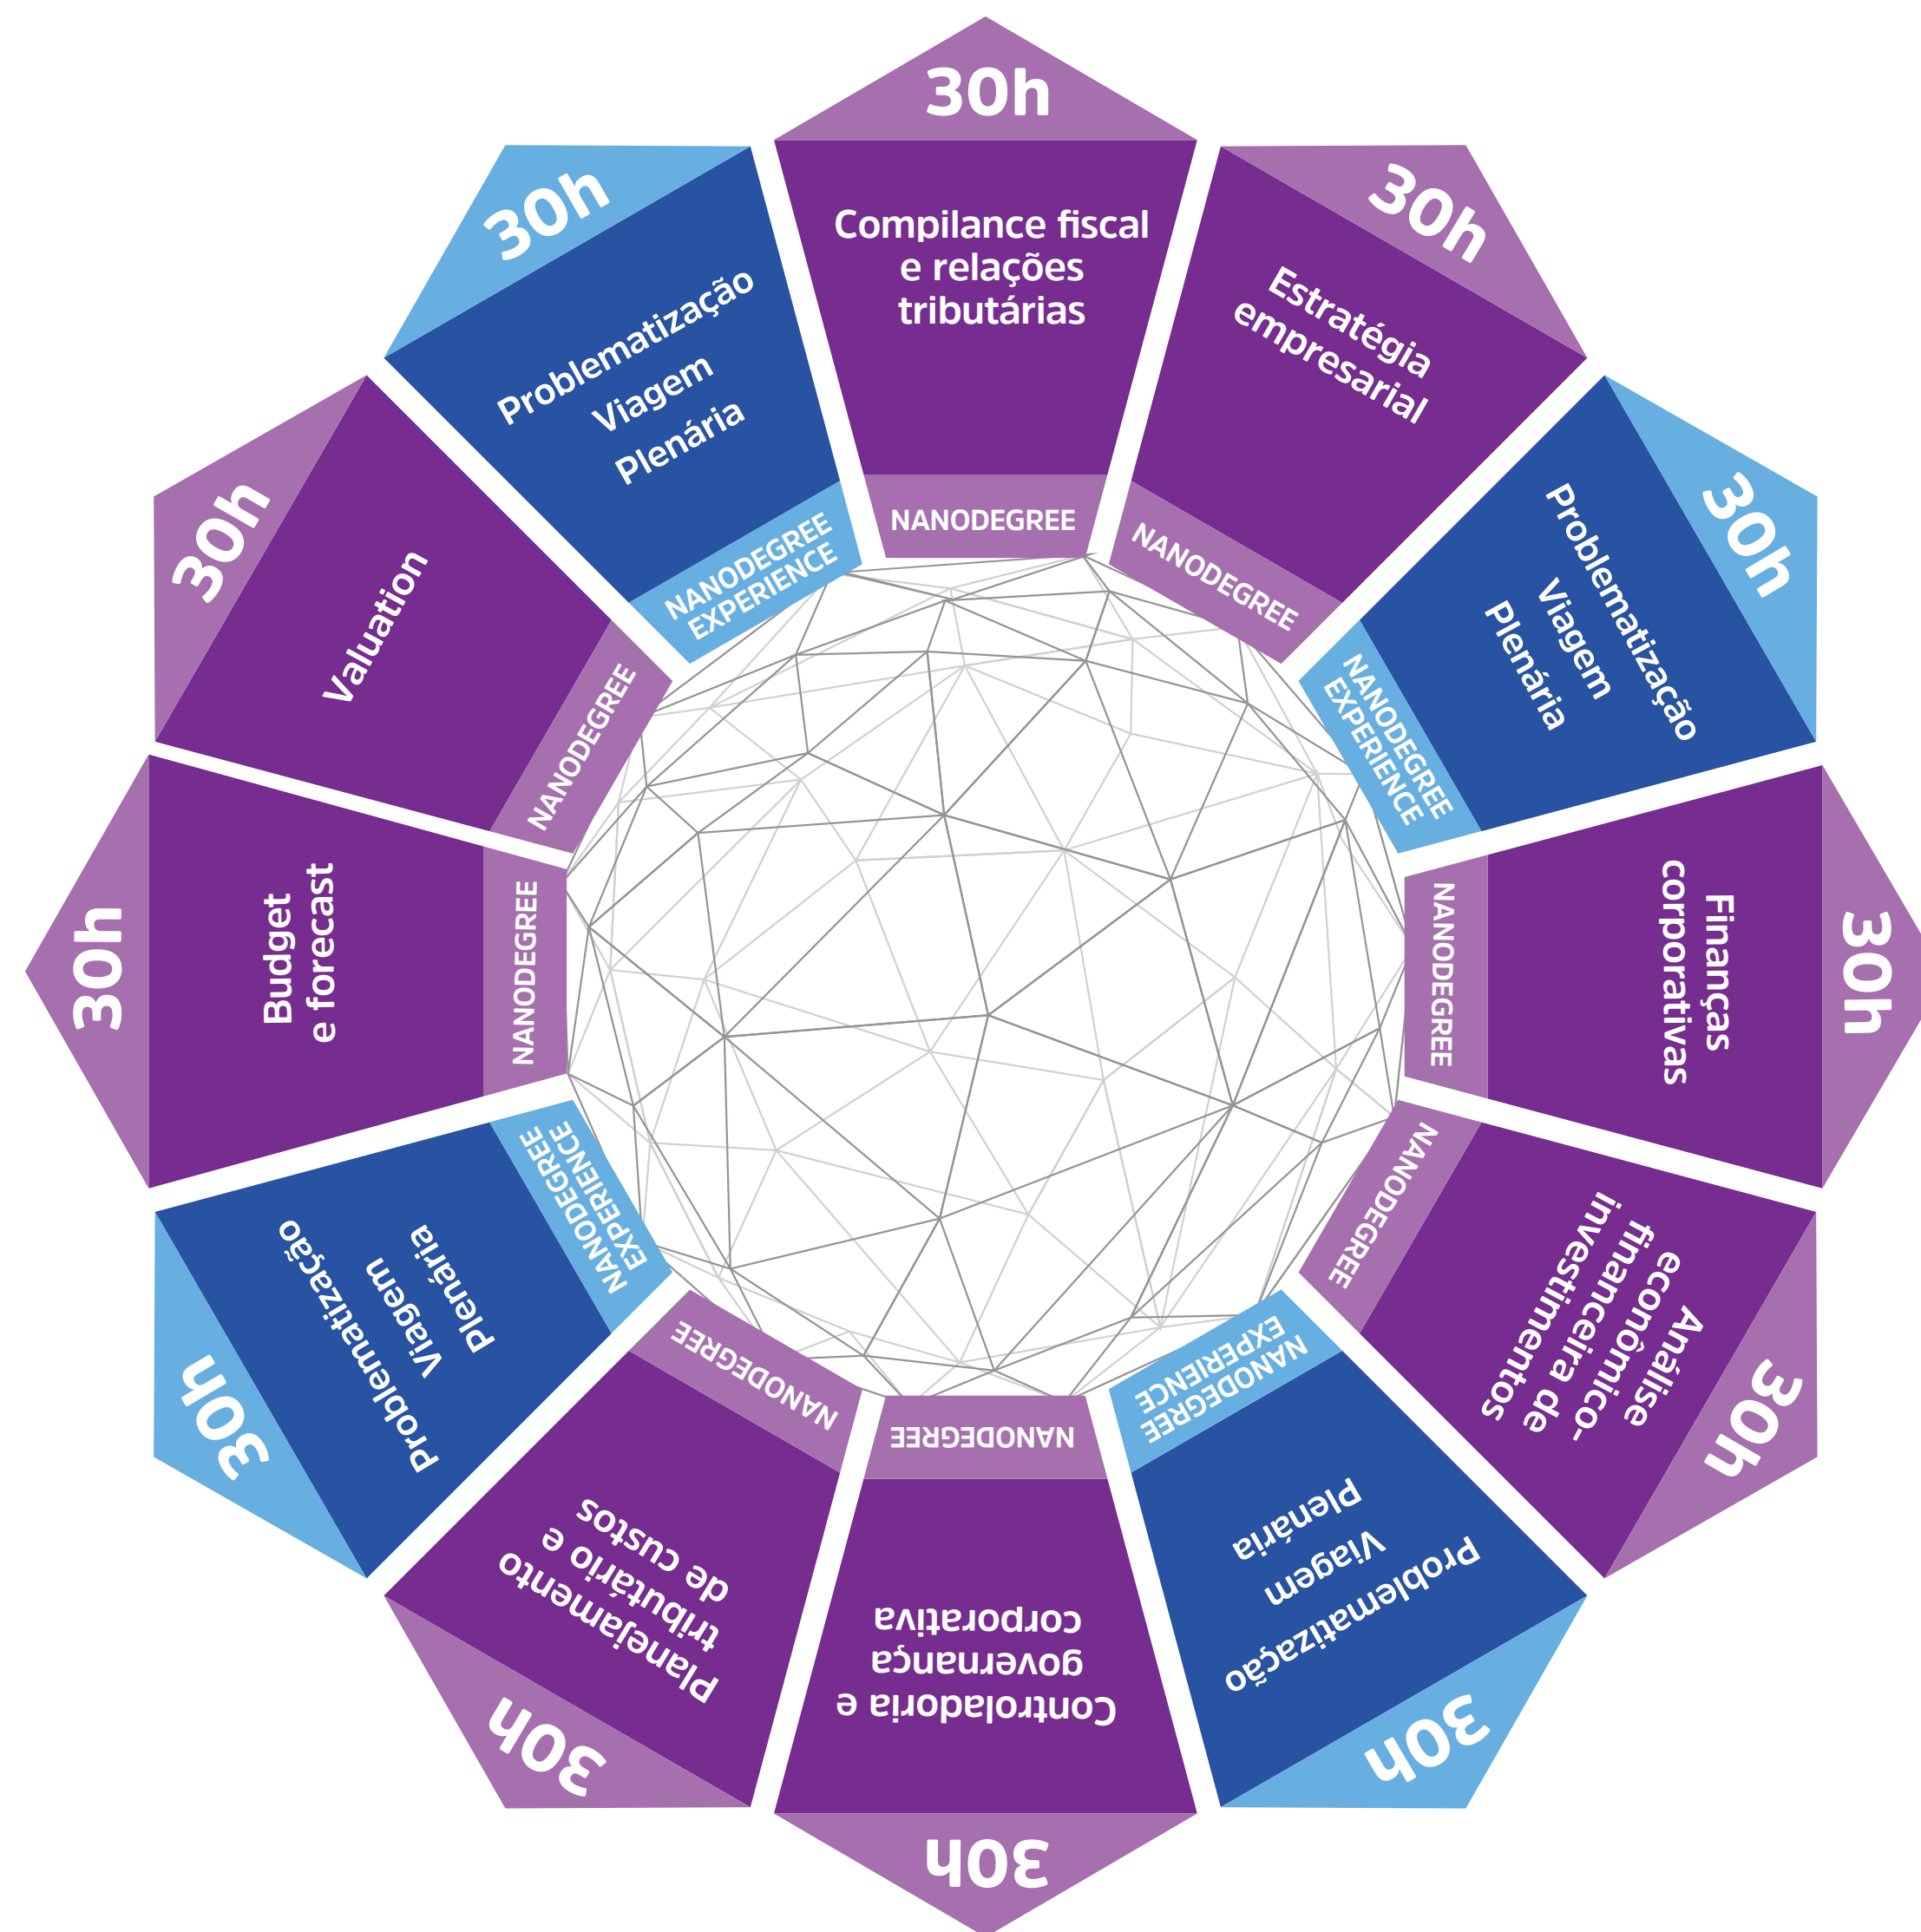 30h
Compilance fiscal
e relações
tributárias
NANODEGREE
30h
Estratégia
empresarial
NANODEGREE
30h
Problematização
Viagem
Plenária
NANODEGREE
EXPERIENCE
30h
Finanças
corporativas
NANODEGREE
30h
Análise
econômico-
financeira de
investimentos
NANODEGREE
30h
Problematização
Viagem
Plenária
NANODEGREE
EXPERIENCE
30h
Controladoria e
governança
corporativa
NANODEGREE
30h
Planejamento
tributário e
de custos
NANODEGREE
30h
Problematização
Viagem
Plenária
NANODEGREE
EXPERIENCE
30h
Budget
e forecast
NANODEGREE
30h
Valuation
NANODEGREE
30h
Problematização
Viagem
Plenária
NANODEGREE
EXPERIENCE